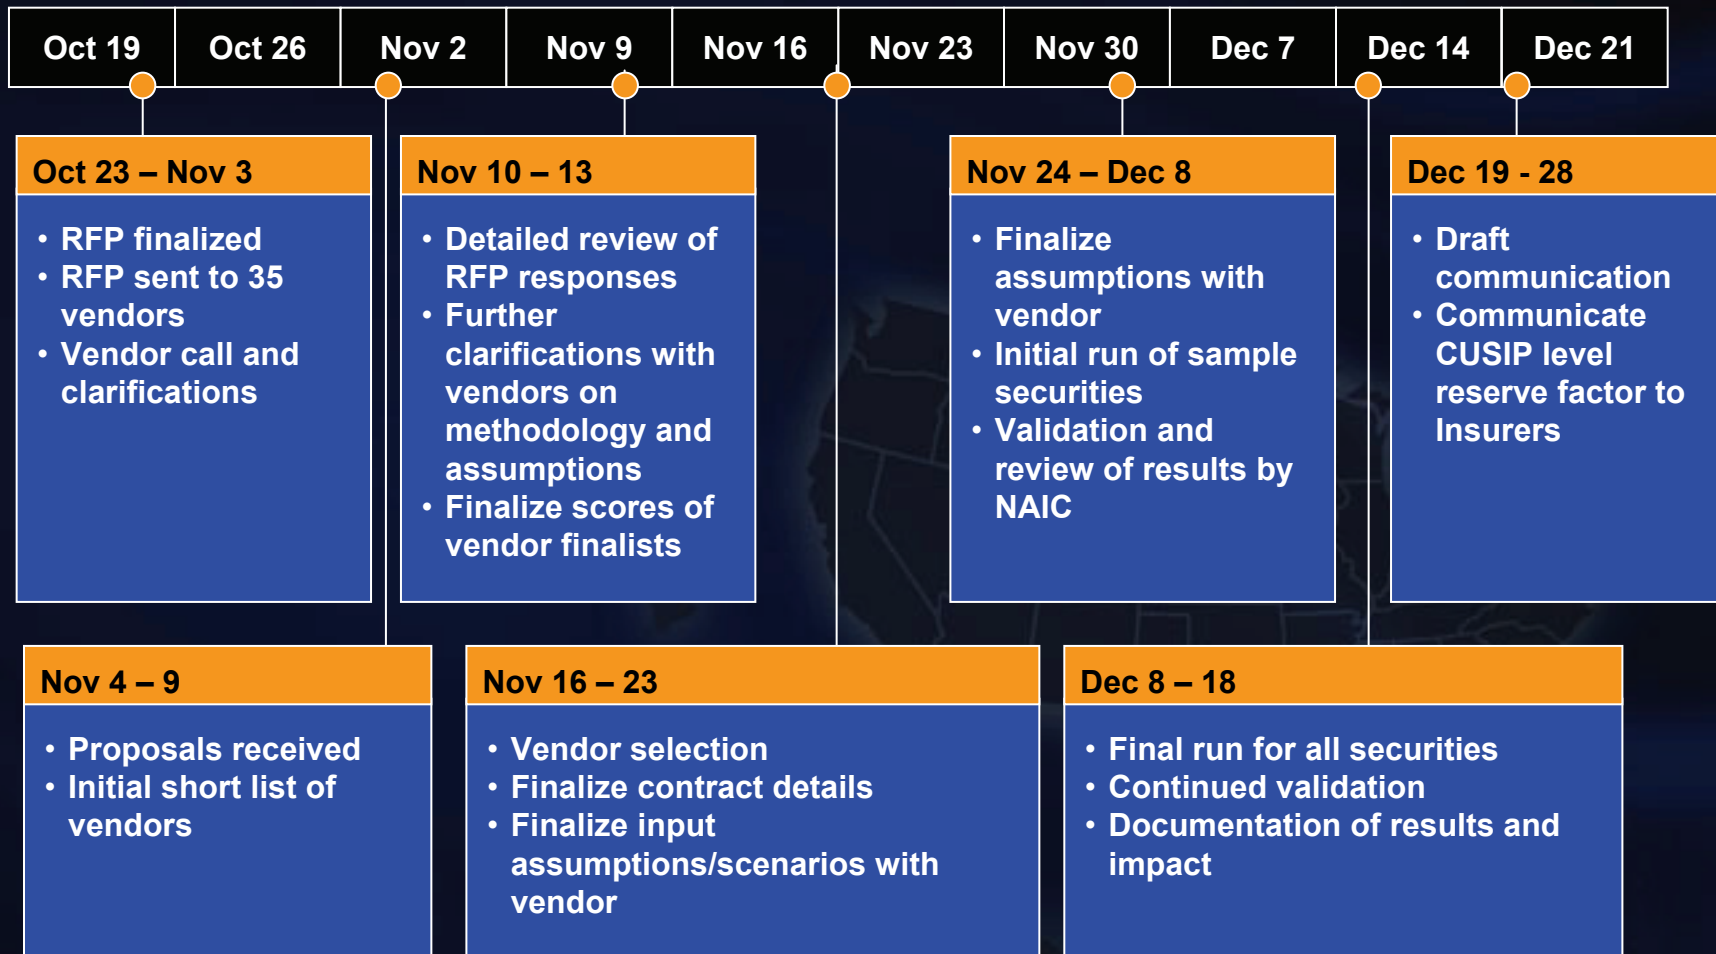 Oct 19 Oct 26 Nov 2 Nov 9 Nov 16 Nov 23 Nov 30 Dec 7 Dec 14 Dec 21
Oct 23 – Nov 3
• RFP finalized
• RFP sent to 35
vendors
• Vendor call and
clarifications
Nov 10 – 13
• Detailed review of
RFP responses
• Further
clarifications with
vendors on
methodology and
assumptions
• Finalize scores of
vendor finalists
Nov 24 – Dec 8
• Finalize
assumptions with
vendor
• Initial run of sample
securities
• Validation and
review of results by
NAIC
Dec 19 - 28
• Draft
communication
• Communicate
CUSIP level
reserve factor to
Insurers
Nov 4 – 9
• Proposals received
• Initial short list of
vendors
Nov 16 – 23
• Vendor selection
• Finalize contract details
• Finalize input
assumptions/scenarios with
vendor
Dec 8 – 18
• Final run for all securities
• Continued validation
• Documentation of results and
impact